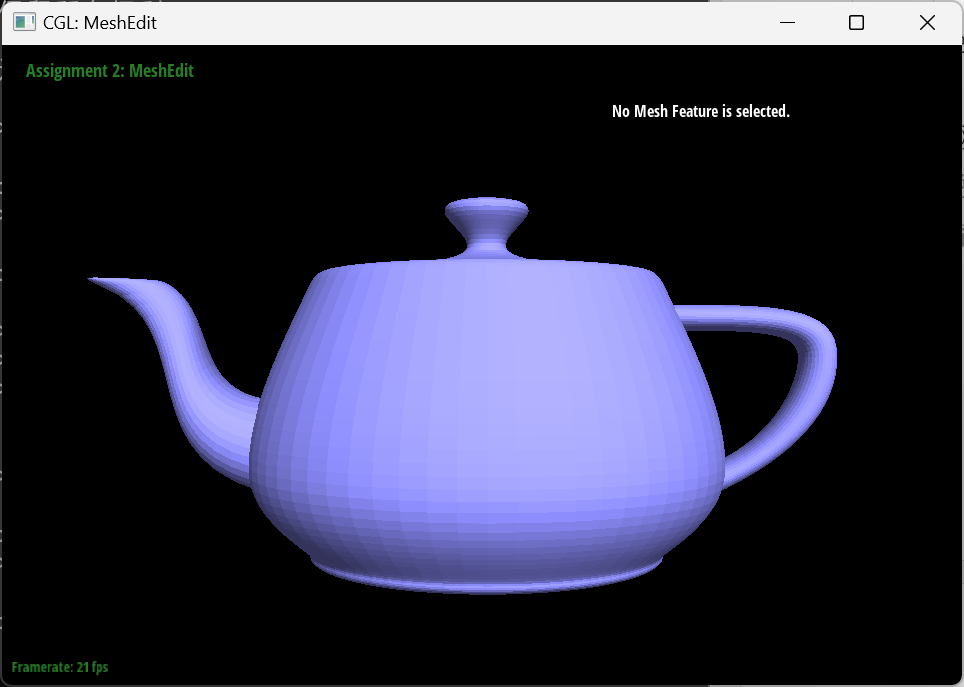 CGL: MeshEdit
Assignment 2: MeshEdit
No Mesh Feature is selected.
Framerate: 21 fps